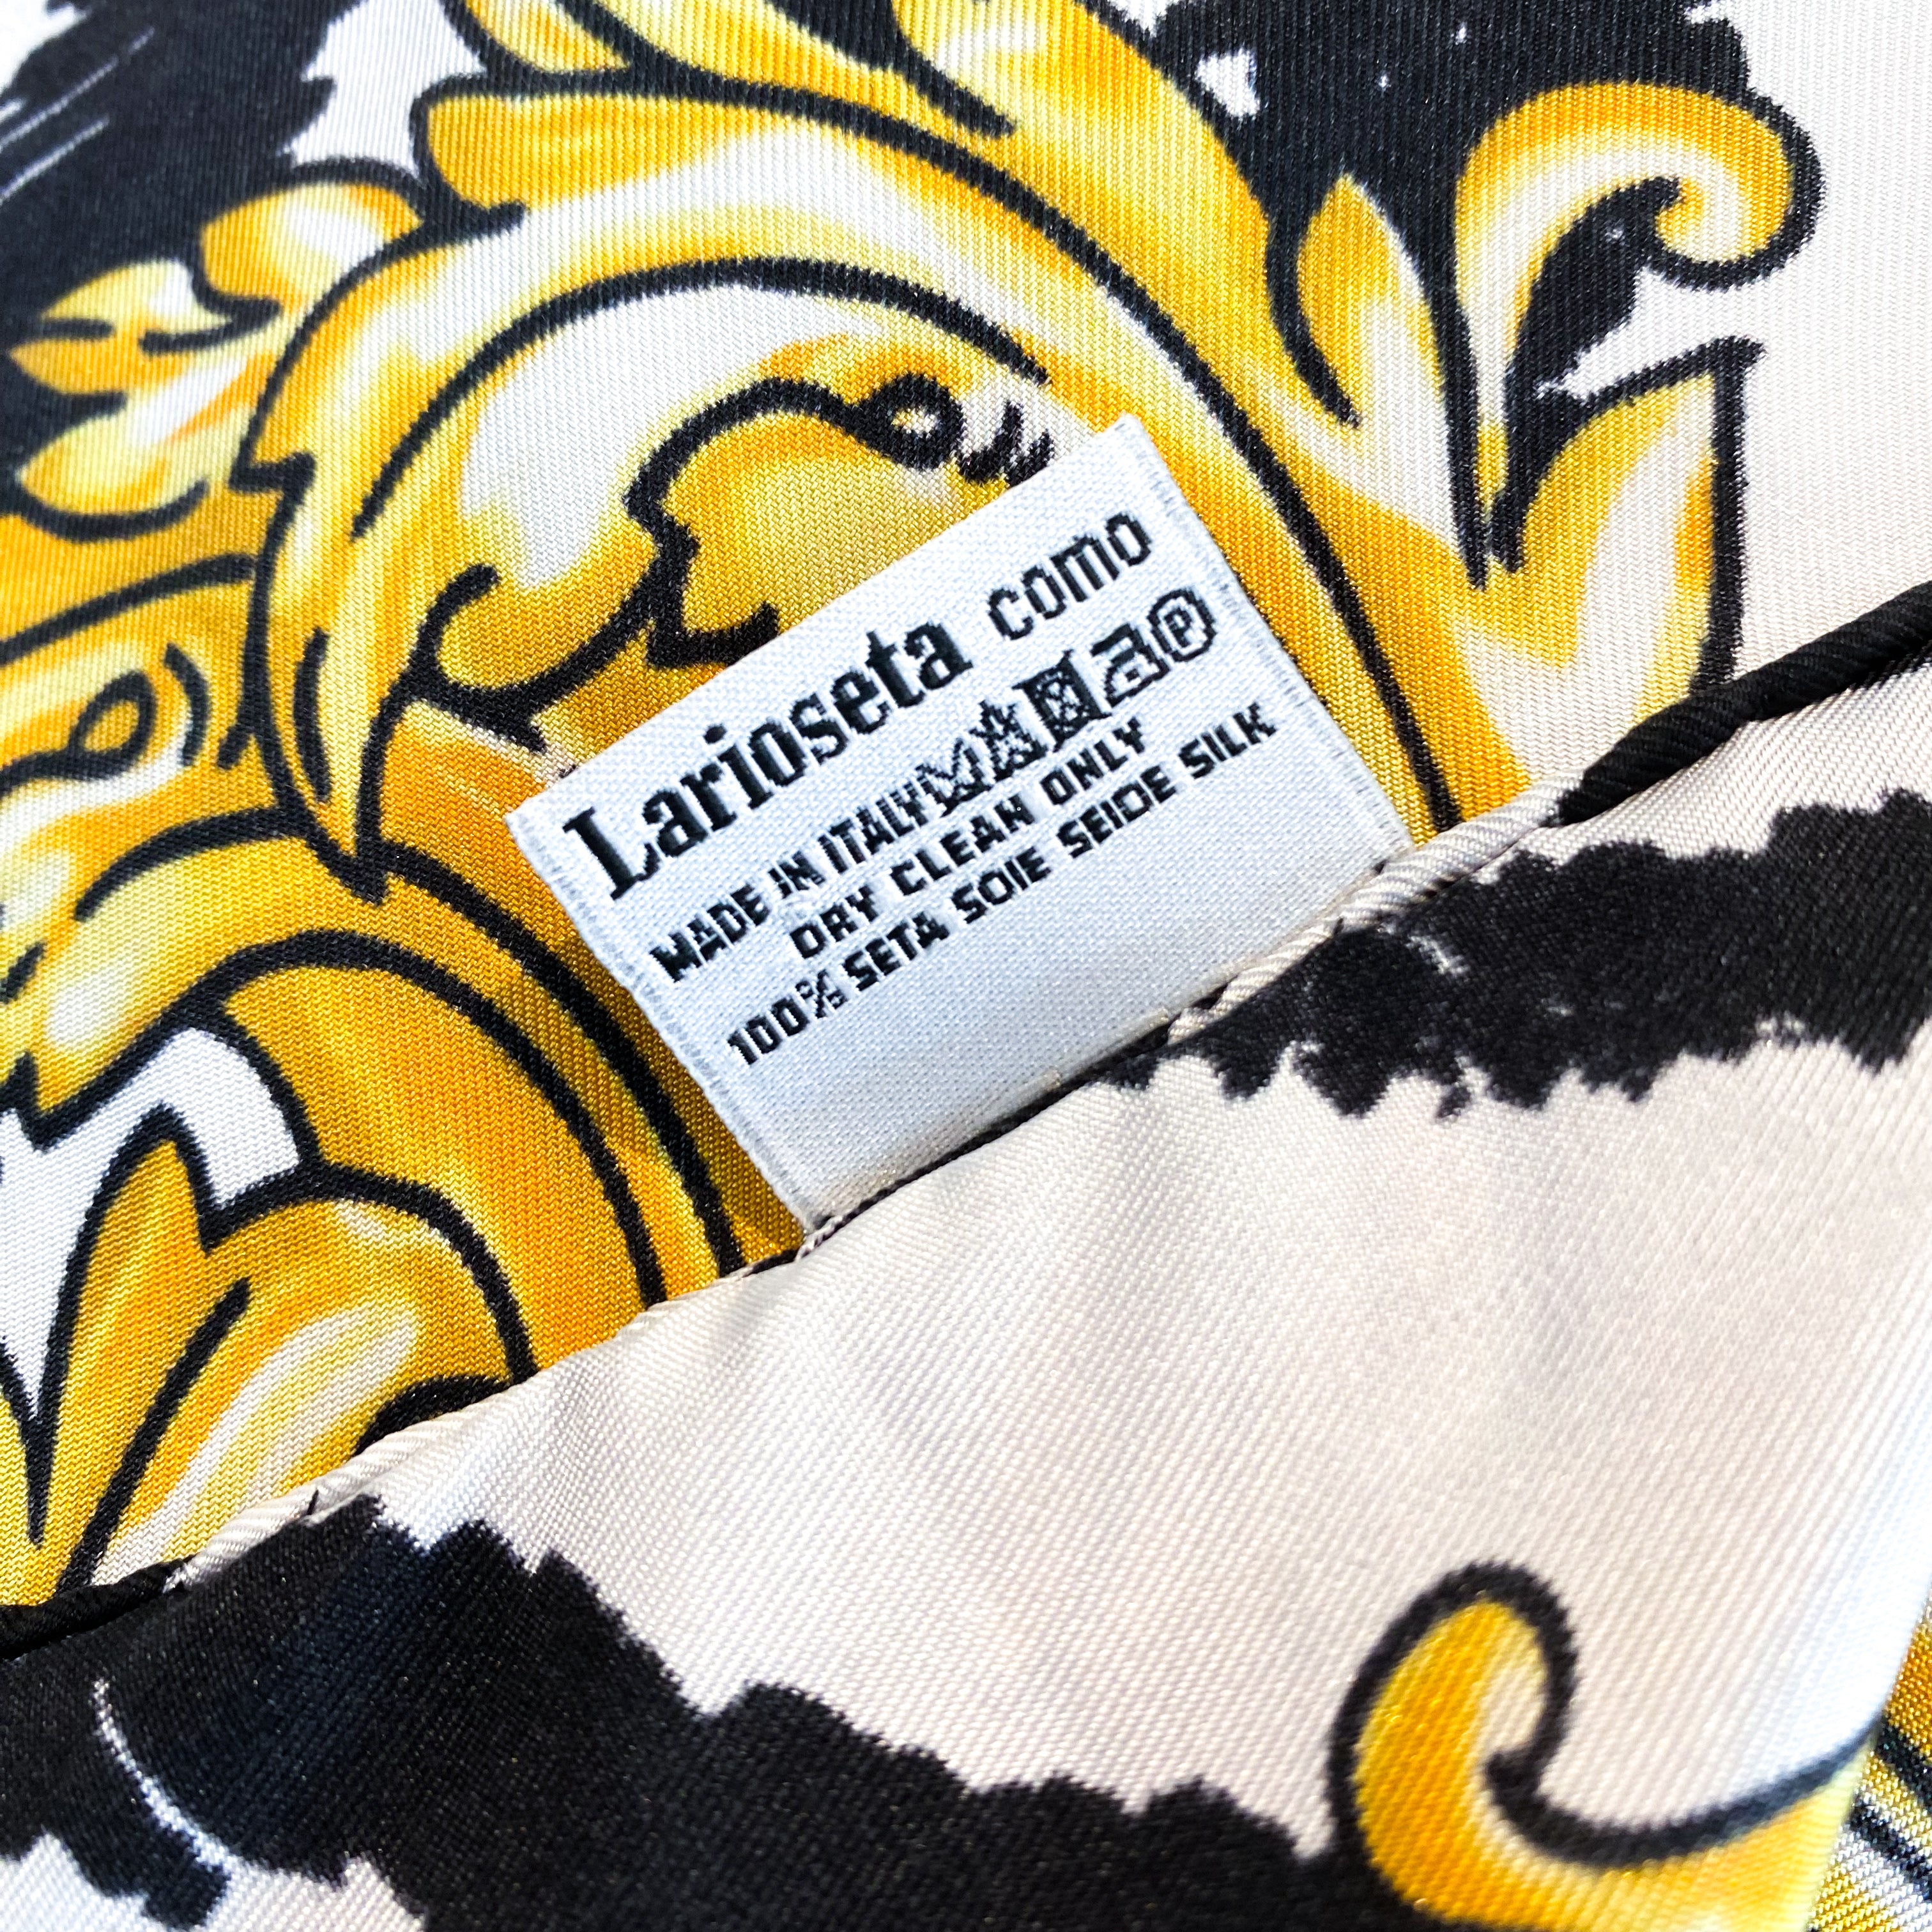 Larioseta como
MADE IN ITALY P
DRY CLEAN ONLY
100% SETA SOIE SEIDE SILK